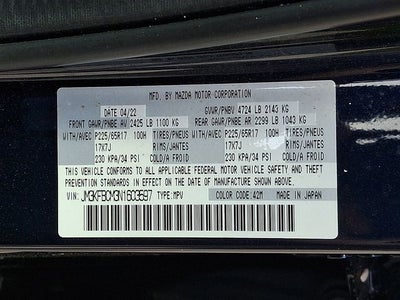 MFD. BY MAZDA MOTOR CORPORATION
DATE 04/22 GVWR/PNBV 4724 LB 2143 KG
FRONT GAWR/PNBE AV 2425 LB 1100 KG REAR GAWR/PNBE AR 2299 LB 1043 KG
WITH/AVEC P225/65R17 100H TIRES/PNEUS WITH/AVEC P225/65R17 100H TIRES/PNEUS
17X7J RIMS/JANTES 17X7J RIMS/JANTES
230 KPA/34 PSI COLD/A FROID 230 KPA/34 PSI COLD/A FROID
THIS VEHICLE CONFORMS TO ALL APPLICABLE FEDERAL MOTOR VEHICLE SAFETY AND THEFT
PREVENTION STANDARDS IN EFFECT ON THE DATE OF MANUFACTURE SHOWN ABOVE.
VIN: JM3KFBCM3N1603597 TYPE:MPV COLOR CODE:42M MADE IN JAPAN